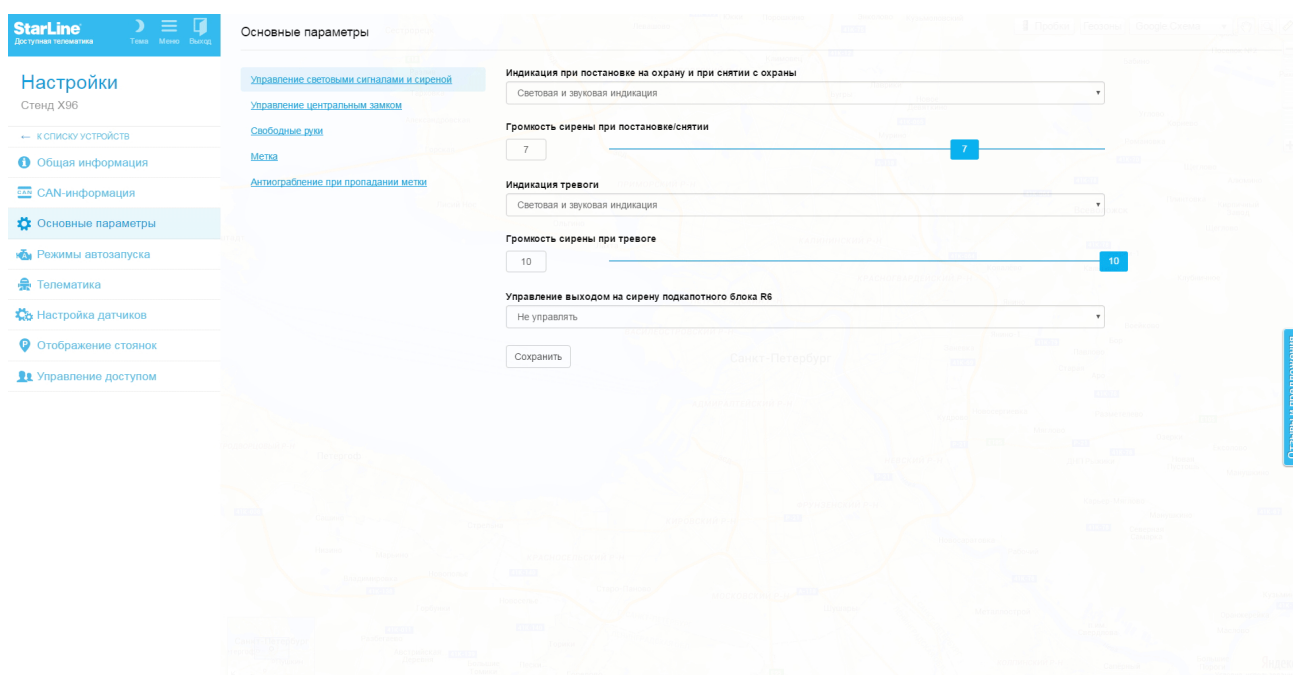 StarLine
Доступная телематика
Тема Меню Выход
Основные параметры
Настройки
Стенд X96
← К СПИСКУ УСТРОЙСТВ
Общая информация
CAN CAN-информация
Основные параметры
Режимы автозапуска
Телематика
Настройка датчиков
Отображение стоянок
Управление доступом
Управление световыми сигналами и сиреной
Управление центральным замком
Свободные руки
Метка
Антиограбление при пропадании метки
Индикация при постановке на охрану и при снятии с охраны
Световая и звуковая индикация
Громкость сирены при постановке/снятии
7 7
Индикация тревоги
Световая и звуковая индикация
Громкость сирены при тревоге
10 10
Управление выходом на сирену подкапотного блока R6
Не управлять
Сохранить
Отзывы и предложения
Санкт-Петербург